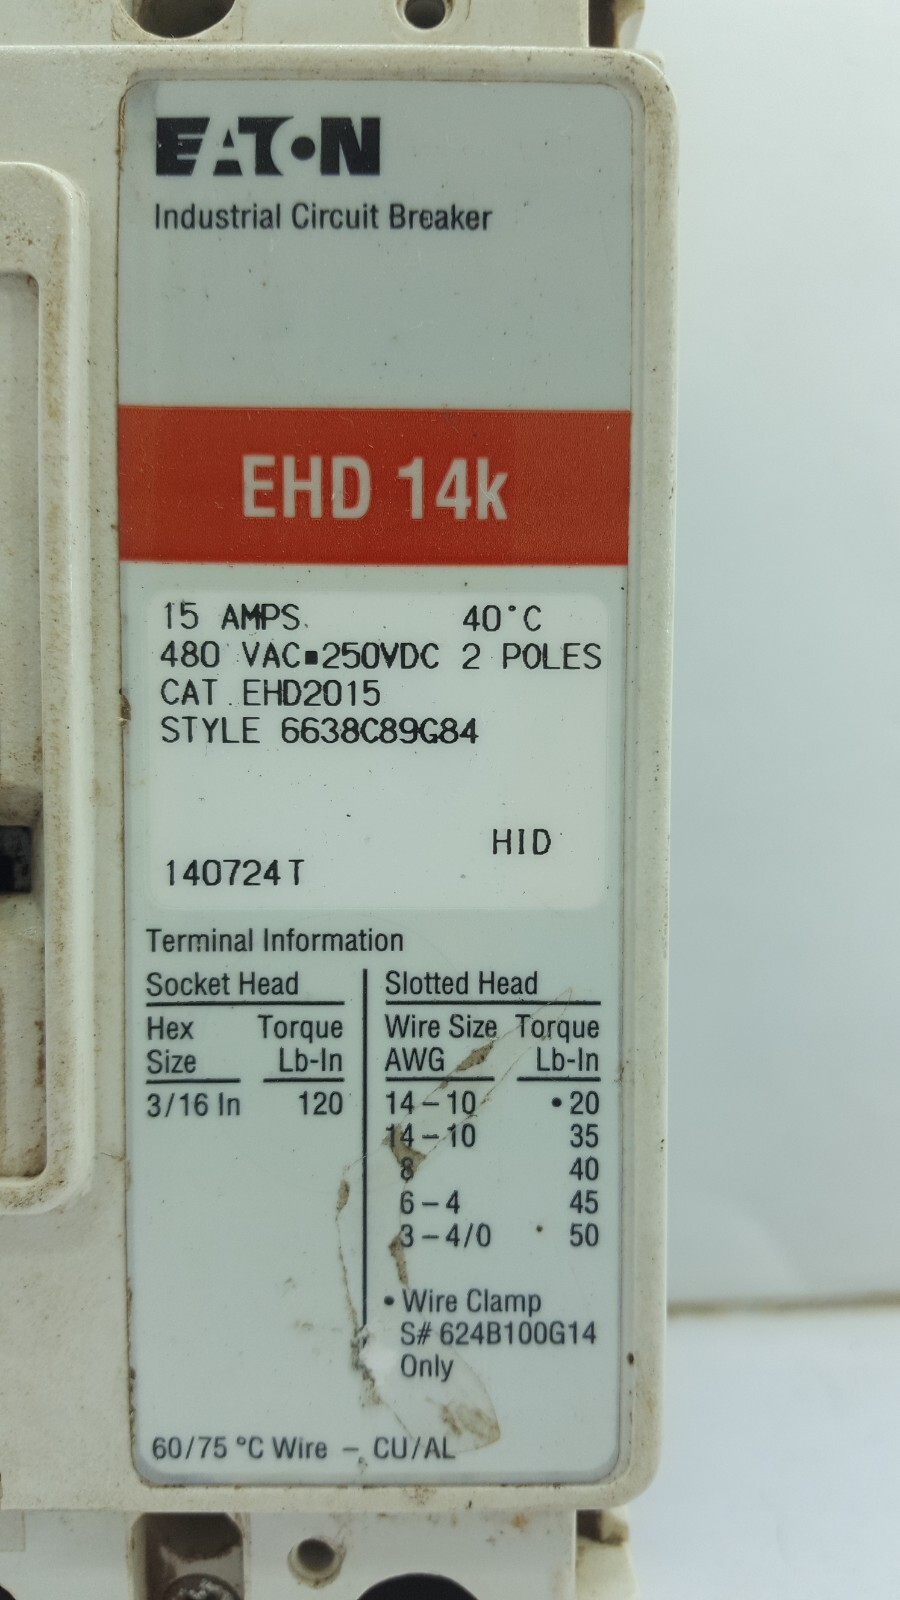 EATON
Industrial Circuit Breaker
EHD 14k
15 AMPS 40°C
480 VAC▪250VDC 2 POLES
CAT. EHD2015
STYLE 6638C89G84
HID
140724T
Terminal Information
Socket Head
Hex Torque
Size Lb-In
3/16 In 120
Slotted Head
Wire Size Torque
AWG Lb-In
14 – 10 • 20
14 – 10 35
8 40
6 – 4 45
3 – 4/0 50
• Wire Clamp
S# 624B100G14
Only
60/75 °C Wire – CU/AL